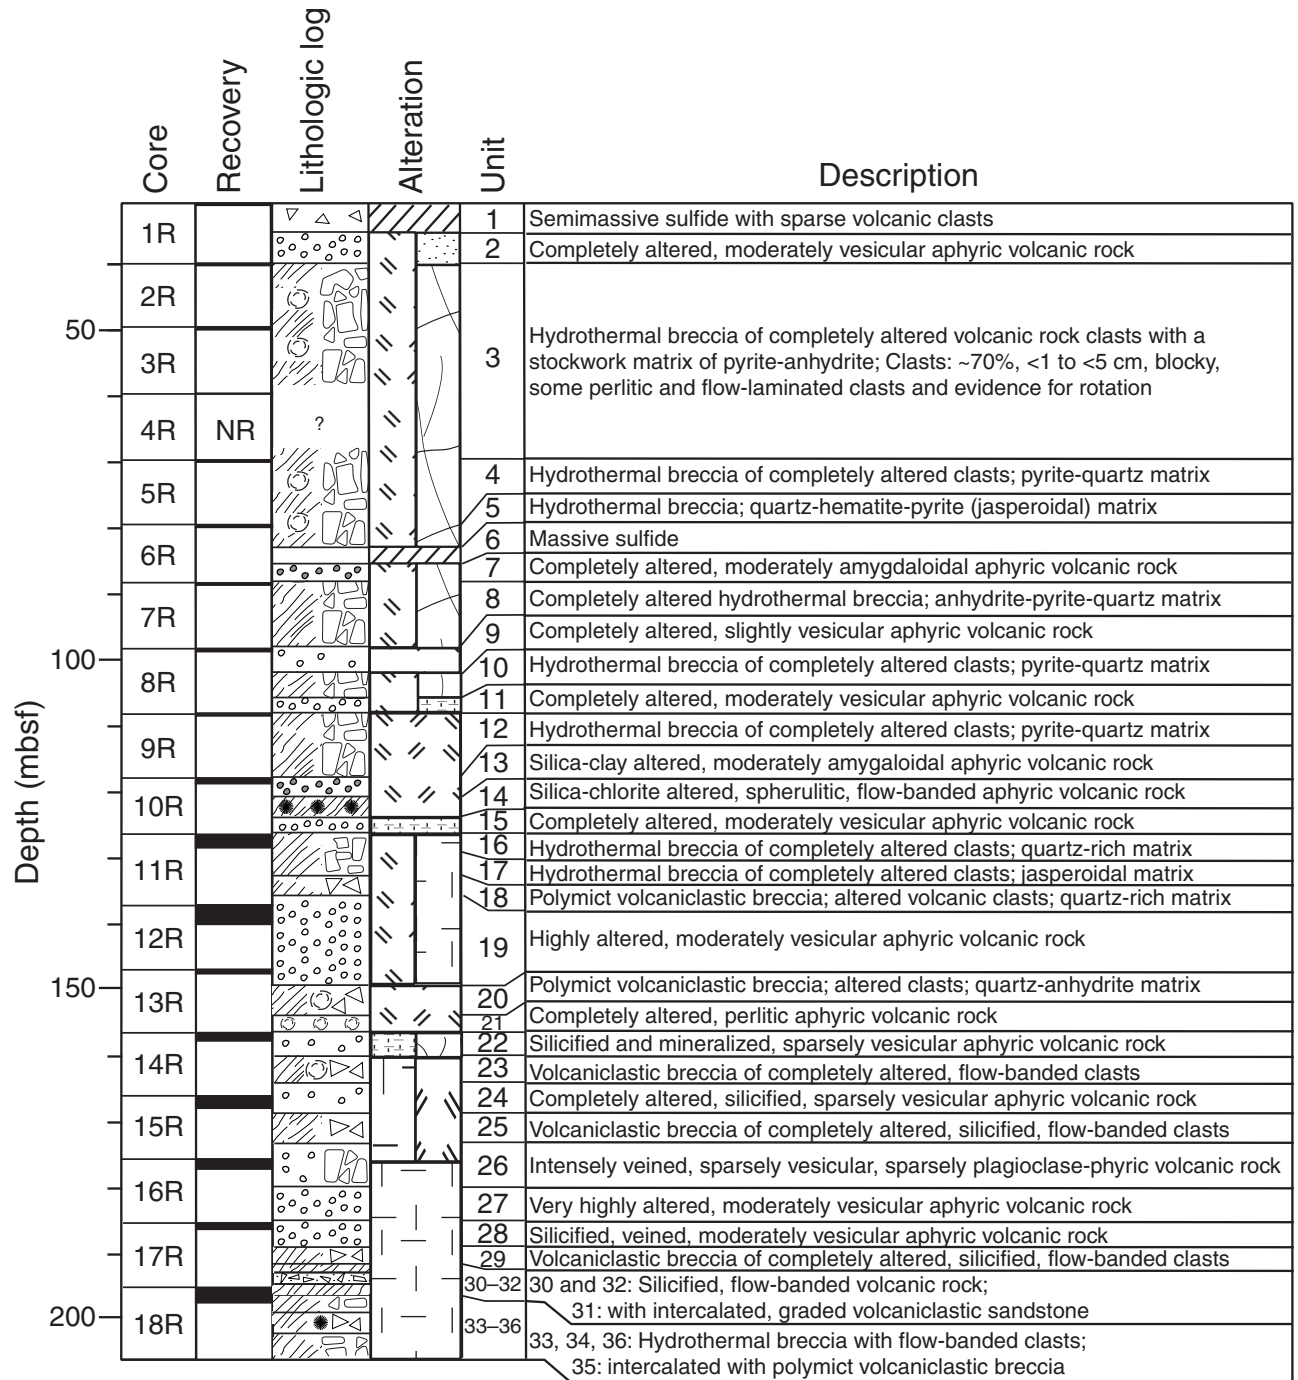 Core
Recovery
Lithologic log
Alteration
Unit
Description
Depth (mbsf)
50
100
150
200
1R
2R
3R
4R
5R
6R
7R
8R
9R
10R
11R
12R
13R
14R
15R
16R
17R
18R
NR
?
1 Semimassive sulfide with sparse volcanic clasts
2 Completely altered, moderately vesicular aphyric volcanic rock
3 Hydrothermal breccia of completely altered volcanic rock clasts with a
stockwork matrix of pyrite-anhydrite; Clasts: ~70%, <1 to <5 cm, blocky,
some perlitic and flow-laminated clasts and evidence for rotation
4 Hydrothermal breccia of completely altered clasts; pyrite-quartz matrix
5 Hydrothermal breccia; quartz-hematite-pyrite (jasperoidal) matrix
6 Massive sulfide
7 Completely altered, moderately amygdaloidal aphyric volcanic rock
8 Completely altered hydrothermal breccia; anhydrite-pyrite-quartz matrix
9 Completely altered, slightly vesicular aphyric volcanic rock
10 Hydrothermal breccia of completely altered clasts; pyrite-quartz matrix
11 Completely altered, moderately vesicular aphyric volcanic rock
12 Hydrothermal breccia of completely altered clasts; pyrite-quartz matrix
13 Silica-clay altered, moderately amygaloidal aphyric volcanic rock
14 Silica-chlorite altered, spherulitic, flow-banded aphyric volcanic rock
15 Completely altered, moderately vesicular aphyric volcanic rock
16 Hydrothermal breccia of completely altered clasts; quartz-rich matrix
17 Hydrothermal breccia of completely altered clasts; jasperoidal matrix
18 Polymict volcaniclastic breccia; altered volcanic clasts; quartz-rich matrix
19 Highly altered, moderately vesicular aphyric volcanic rock
20 Polymict volcaniclastic breccia; altered clasts; quartz-anhydrite matrix
21 Completely altered, perlitic aphyric volcanic rock
22 Silicified and mineralized, sparsely vesicular aphyric volcanic rock
23 Volcaniclastic breccia of completely altered, flow-banded clasts
24 Completely altered, silicified, sparsely vesicular aphyric volcanic rock
25 Volcaniclastic breccia of completely altered, silicified, flow-banded clasts
26 Intensely veined, sparsely vesicular, sparsely plagioclase-phyric volcanic rock
27 Very highly altered, moderately vesicular aphyric volcanic rock
28 Silicified, veined, moderately vesicular aphyric volcanic rock
29 Volcaniclastic breccia of completely altered, silicified, flow-banded clasts
30–32 30 and 32: Silicified, flow-banded volcanic rock;
31: with intercalated, graded volcaniclastic sandstone
33–36 33, 34, 36: Hydrothermal breccia with flow-banded clasts;
35: intercalated with polymict volcaniclastic breccia